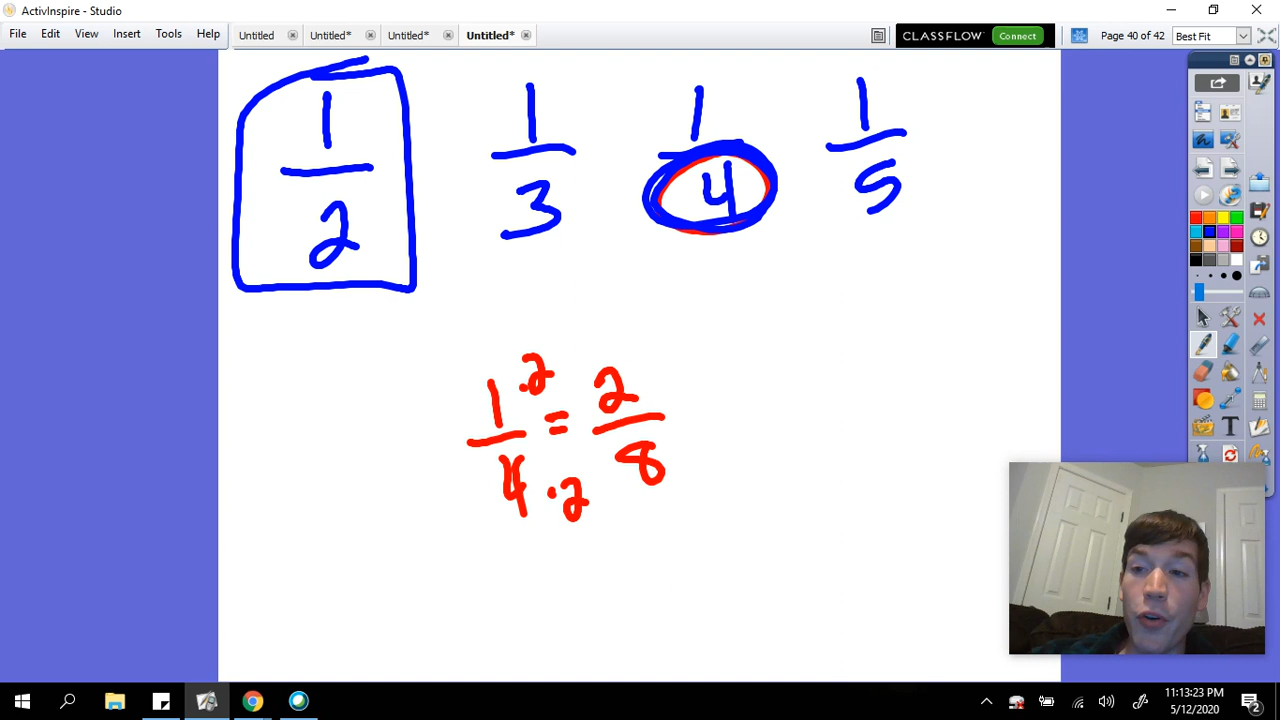 ActivInspire - Studio
File Edit View Insert Tools Help Untitled Untitled* Untitled* Untitled* CLASSFLOW Connect Page 40 of 42 Best Fit
1/2 1/3 1/4 1/5
1·2/4·2 = 2/8
11:13:23 PM
5/12/2020
2